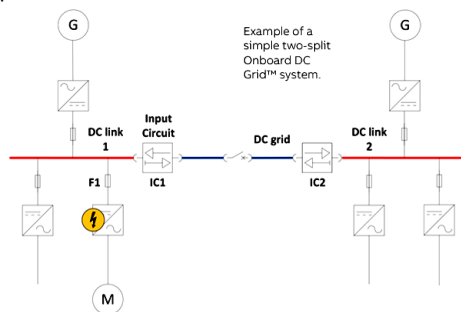 G
G
Example of a
simple two-split
Onboard DC
Grid™ system.
DC link
1
Input
Circuit
DC grid
DC link
2
F1
IC1
IC2
M